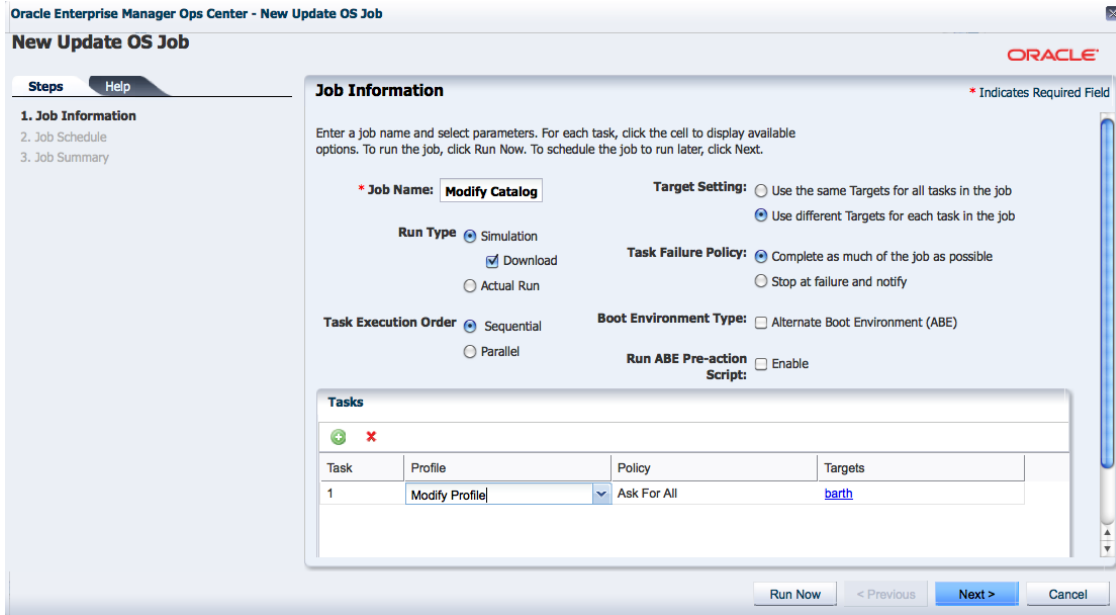 Oracle Enterprise Manager Ops Center - New Update OS Job
New Update OS Job
ORACLE
Steps
Help
1. Job Information
2. Job Schedule
3. Job Summary
Job Information
* Indicates Required Field
Enter a job name and select parameters. For each task, click the cell to display available
options. To run the job, click Run Now. To schedule the job to run later, click Next.
* Job Name: Modify Catalog
Run Type Simulation
Download
Actual Run
Task Execution Order Sequential
Parallel
Target Setting: Use the same Targets for all tasks in the job
Use different Targets for each task in the job
Task Failure Policy: Complete as much of the job as possible
Stop at failure and notify
Boot Environment Type: Alternate Boot Environment (ABE)
Run ABE Pre-action Enable
Script:
Tasks
Task Profile Policy Targets
1 Modify Profile Ask For All barth
Run Now < Previous Next > Cancel